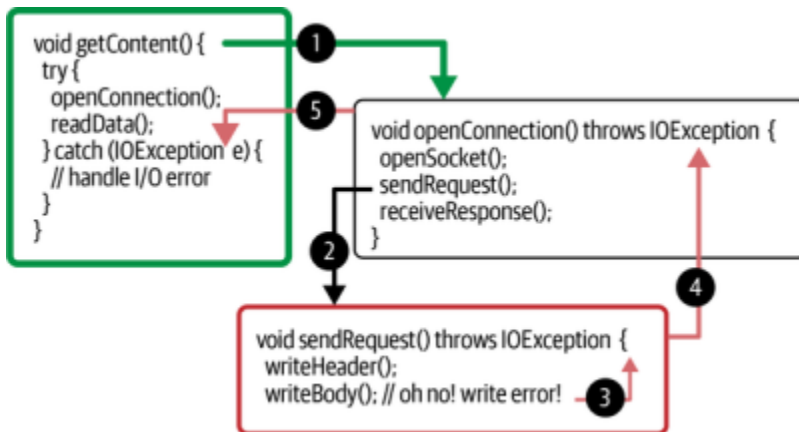 void getContent() {
try {
openConnection();
readData();
} catch (IOException e) {
// handle I/O error
}
}
1
5
void openConnection() throws IOException {
openSocket();
sendRequest();
receiveResponse();
}
2
4
void sendRequest() throws IOException {
writeHeader();
writeBody(); // oh no! write error!
3